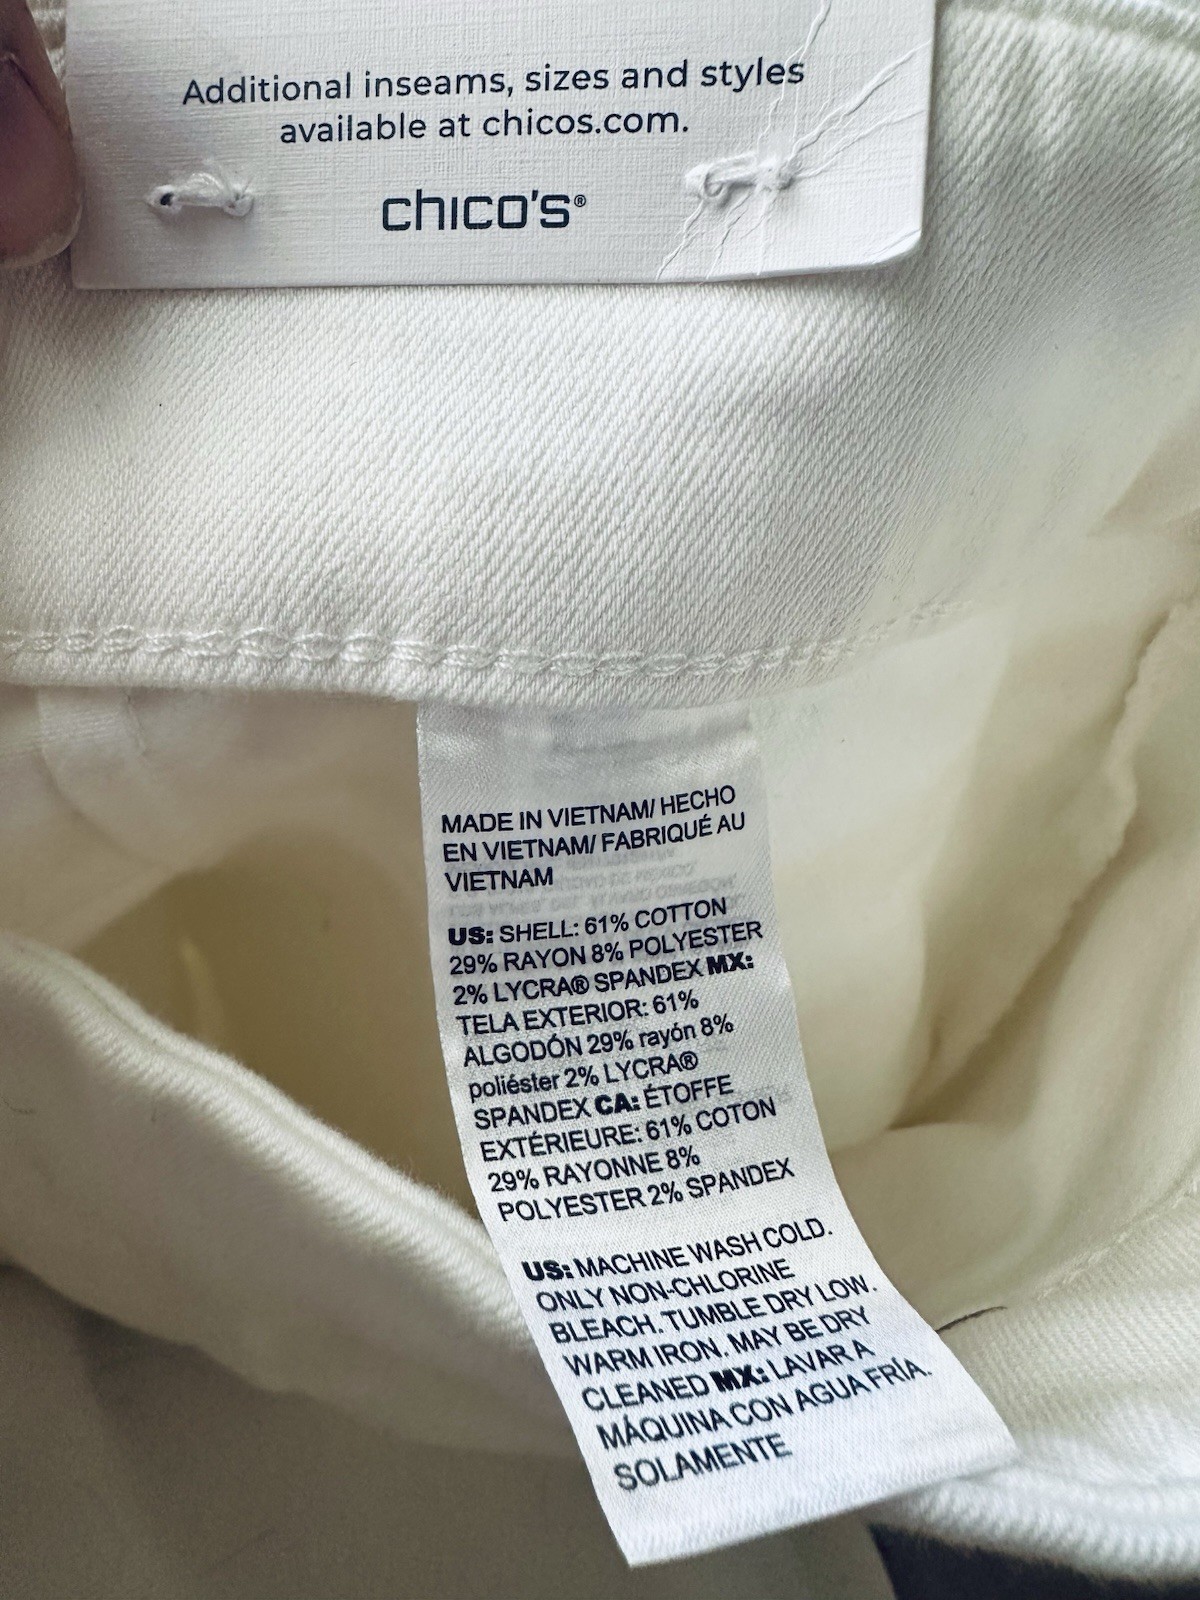 Additional inseams, sizes and styles
available at chicos.com.
chico's®
MADE IN VIETNAM/ HECHO
EN VIETNAM/ FABRIQUÉ AU
VIETNAM
US: SHELL: 61% COTTON
29% RAYON 8% POLYESTER
2% LYCRA® SPANDEX MX:
TELA EXTERIOR: 61%
ALGODÓN 29% rayón 8%
poliéster 2% LYCRA®
SPANDEX CA: ÉTOFFE
EXTÉRIEURE: 61% COTON
29% RAYONNE 8%
POLYESTER 2% SPANDEX
US: MACHINE WASH COLD.
ONLY NON-CHLORINE
BLEACH. TUMBLE DRY LOW.
WARM IRON. MAY BE DRY
CLEANED MX: LAVAR A
MÁQUINA CON AGUA FRÍA.
SOLAMENTE